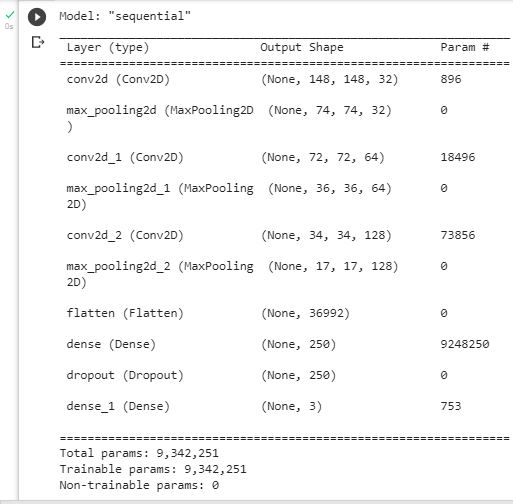 0s
Model: "sequential"
Layer (type) Output Shape Param #
conv2d (Conv2D) (None, 148, 148, 32) 896
max_pooling2d (MaxPooling2D (None, 74, 74, 32) 0
)
conv2d_1 (Conv2D) (None, 72, 72, 64) 18496
max_pooling2d_1 (MaxPooling (None, 36, 36, 64) 0
2D)
conv2d_2 (Conv2D) (None, 34, 34, 128) 73856
max_pooling2d_2 (MaxPooling (None, 17, 17, 128) 0
2D)
flatten (Flatten) (None, 36992) 0
dense (Dense) (None, 250) 9248250
dropout (Dropout) (None, 250) 0
dense_1 (Dense) (None, 3) 753
Total params: 9,342,251
Trainable params: 9,342,251
Non-trainable params: 0